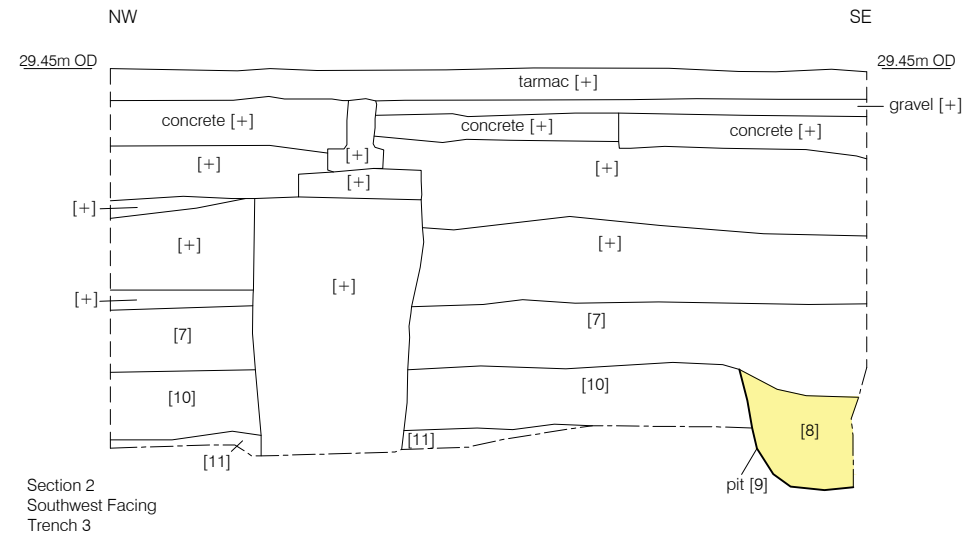 NW
SE
29.45m OD
29.45m OD
tarmac [+]
gravel [+]
concrete [+]
concrete [+]
concrete [+]
[+]
[+]
[+]
[+]
[+]
[+]
[+]
[+]
[+]
[7]
[7]
[10]
[10]
[8]
[11]
[11]
pit [9]
Section 2
Southwest Facing
Trench 3